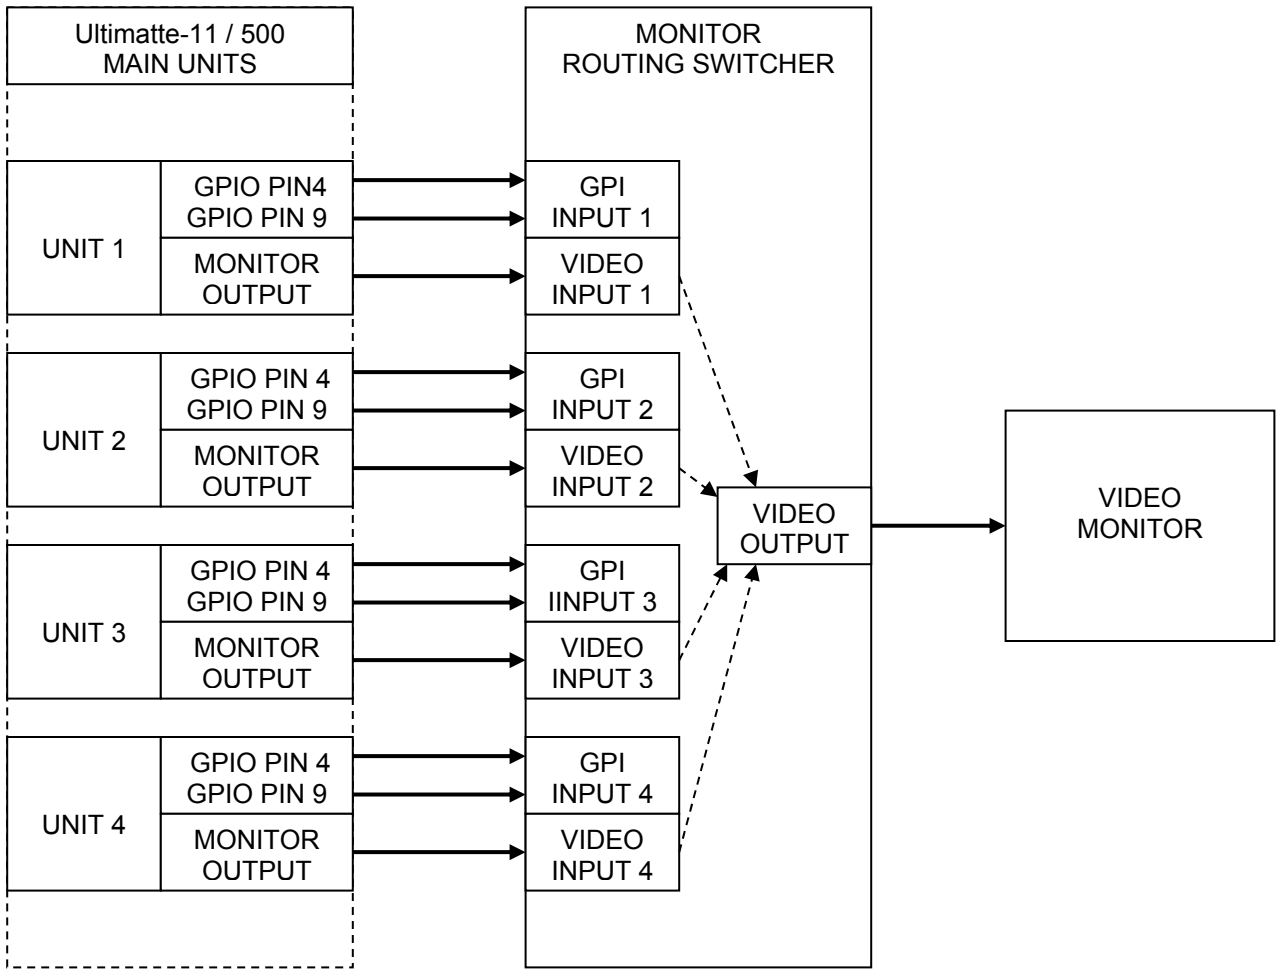 Ultimatte-11 / 500
MAIN UNITS
MONITOR
ROUTING SWITCHER
UNIT 1
GPIO PIN4
GPIO PIN 9
MONITOR
OUTPUT
GPI
INPUT 1
VIDEO
INPUT 1
UNIT 2
GPIO PIN 4
GPIO PIN 9
MONITOR
OUTPUT
GPI
INPUT 2
VIDEO
INPUT 2
VIDEO
OUTPUT
VIDEO
MONITOR
UNIT 3
GPIO PIN 4
GPIO PIN 9
MONITOR
OUTPUT
GPI
IINPUT 3
VIDEO
INPUT 3
UNIT 4
GPIO PIN 4
GPIO PIN 9
MONITOR
OUTPUT
GPI
INPUT 4
VIDEO
INPUT 4